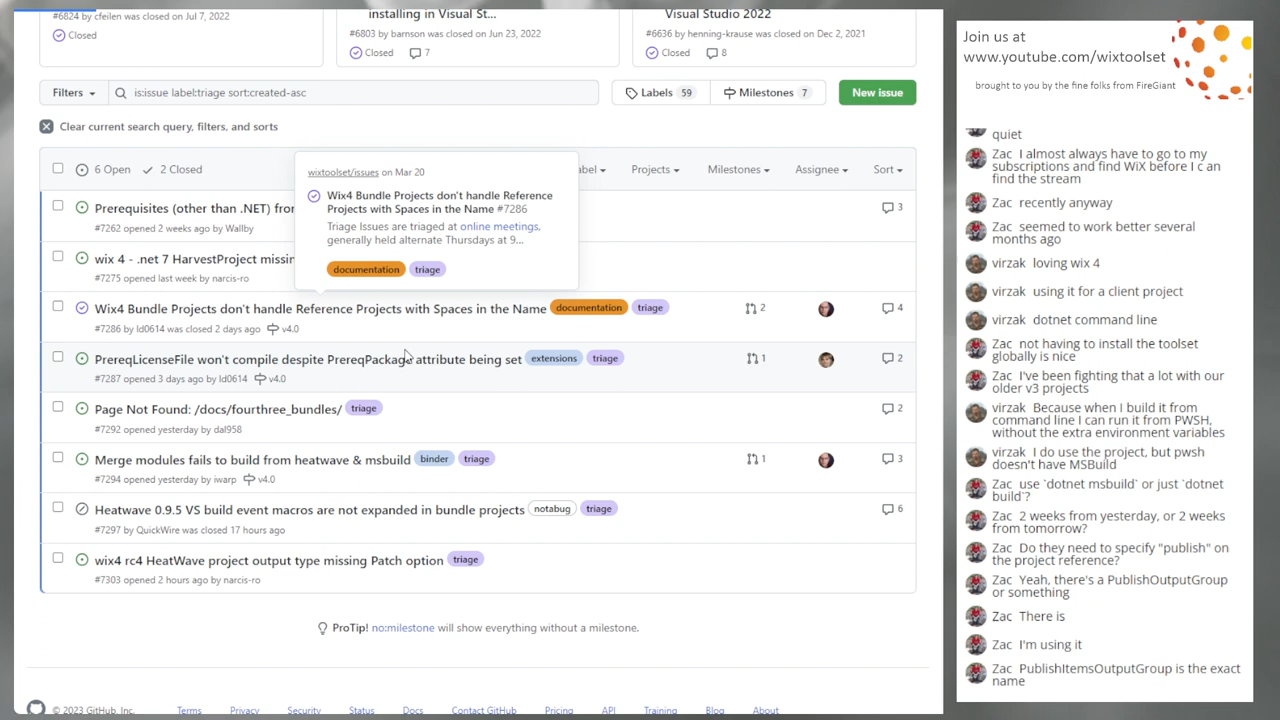 #6824 by cfeilen was closed on Jul 7, 2022
Closed
installing in Visual St...
#6803 by barnson was closed on Jun 23, 2022
Closed 7
Visual Studio 2022
#6636 by henning-krause was closed on Dec 2, 2021
Closed 8
Filters
is:issue label:triage sort:created-asc
Labels 59
Milestones 7
New issue
Clear current search query, filters, and sorts
6 Open 2 Closed
abel Projects Milestones Assignee Sort
wixtoolset/issues on Mar 20
Wix4 Bundle Projects don't handle Reference
Projects with Spaces in the Name #7286
Triage Issues are triaged at online meetings,
generally held alternate Thursdays at 9...
documentation triage
Prerequisites (other than .NET) fron 3
#7262 opened 2 weeks ago by Wallby
wix 4 - .net 7 HarvestProject missin
#7275 opened last week by narcis-ro
Wix4 Bundle Projects don't handle Reference Projects with Spaces in the Name documentation triage 2 4
#7286 by ld0614 was closed 2 days ago v4.0
PrereqLicenseFile won't compile despite PrereqPackage attribute being set extensions triage 1 2
#7287 opened 3 days ago by ld0614 v4.0
Page Not Found: /docs/fourthree_bundles/ triage 2
#7292 opened yesterday by dal958
Merge modules fails to build from heatwave & msbuild binder triage 1 3
#7294 opened yesterday by iwarp v4.0
Heatwave 0.9.5 VS build event macros are not expanded in bundle projects notabug triage 6
#7297 by QuickWire was closed 17 hours ago
wix4 rc4 HeatWave project output type missing Patch option triage
#7303 opened 2 hours ago by narcis-ro
ProTip! no:milestone will show everything without a milestone.
© 2023 GitHub, Inc. Terms Privacy Security Status Docs Contact GitHub Pricing API Training Blog About
Join us at
www.youtube.com/wixtoolset
brought to you by the fine folks from FireGiant
quiet
Zac I almost always have to go to my
subscriptions and find WiX before I c an
find the stream
Zac recently anyway
Zac seemed to work better several
months ago
virzak loving wix 4
virzak using it for a client project
virzak dotnet command line
Zac not having to install the toolset
globally is nice
Zac I've been fighting that a lot with our
older v3 projects
virzak Because when I build it from
command line I can run it from PWSH,
without the extra environment variables
virzak I do use the project, but pwsh
doesn't have MSBuild
Zac use `dotnet msbuild` or just `dotnet
build`?
Zac 2 weeks from yesterday, or 2 weeks
from tomorrow?
Zac Do they need to specify "publish" on
the project reference?
Zac Yeah, there's a PublishOutputGroup
or something
Zac There is
Zac I'm using it
Zac PublishItemsOutputGroup is the exact
name